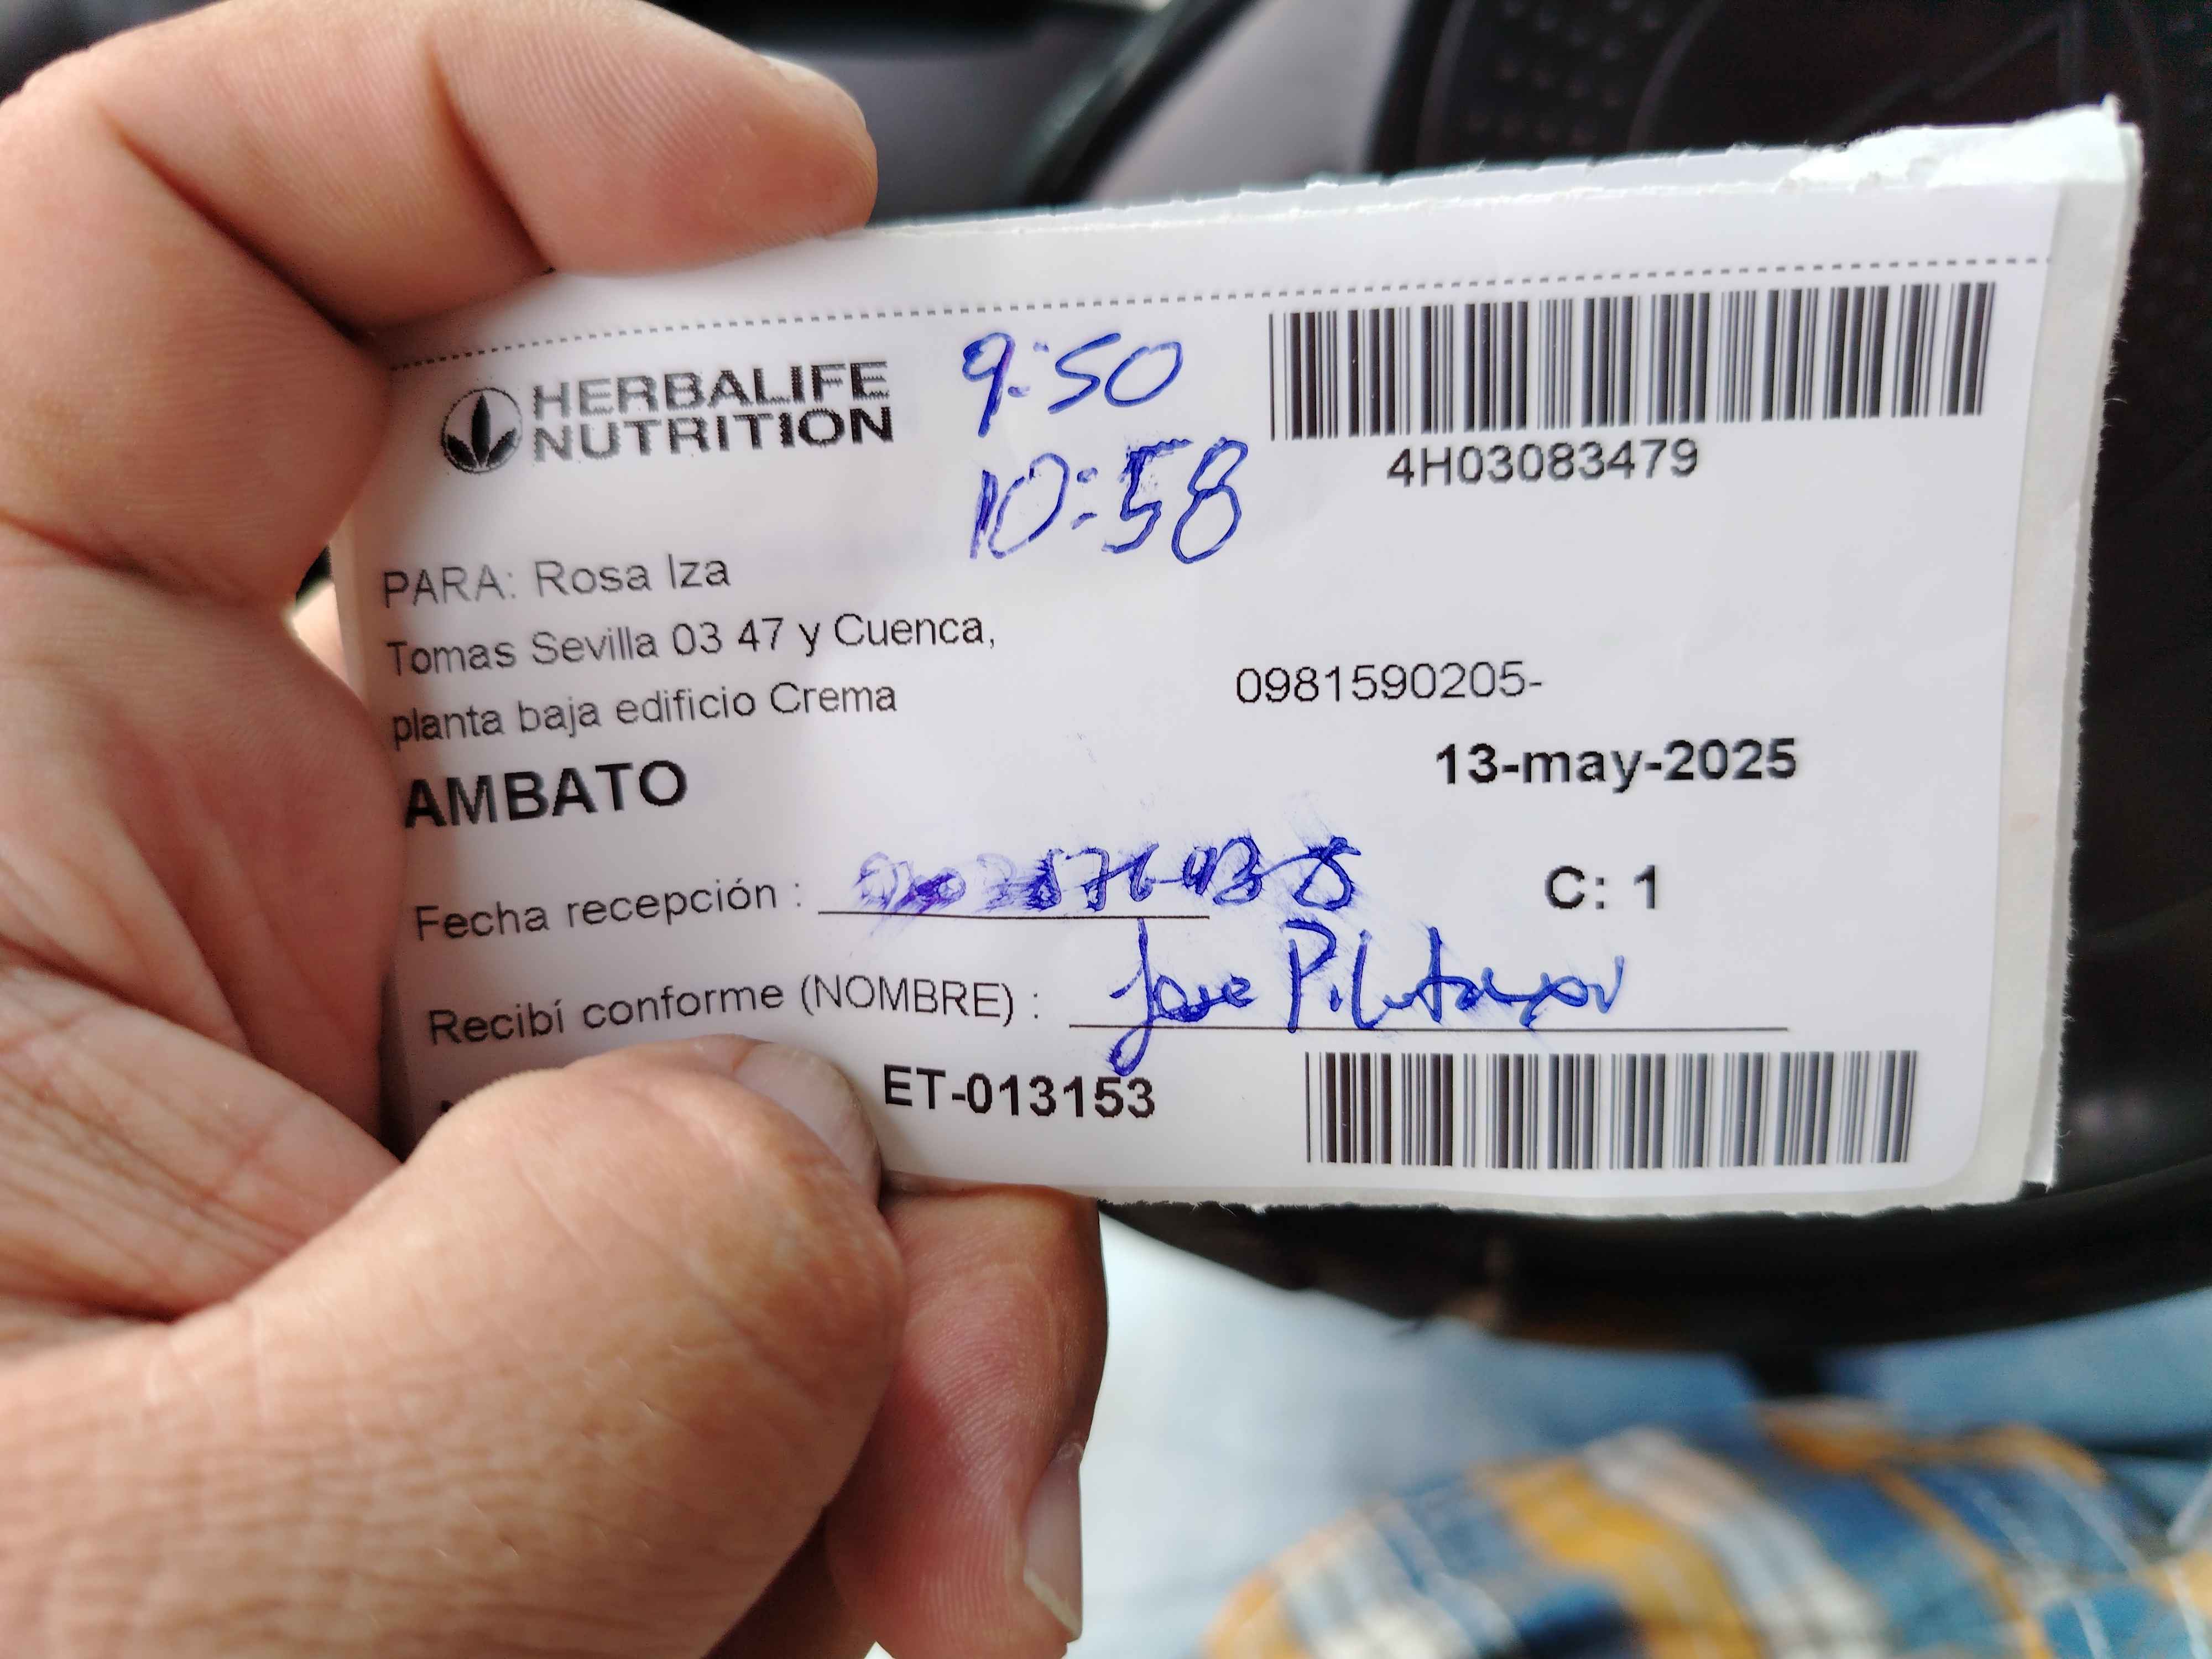 HERBALIFE
NUTRITION
9:50
10:58
4H03083479
PARA: Rosa Iza
Tomas Sevilla 03 47 y Cuenca,
planta baja edificio Crema
0981590205-
AMBATO
13-may-2025
Fecha recepción :
C: 1
Recibí conforme (NOMBRE) : Jose
ET-013153